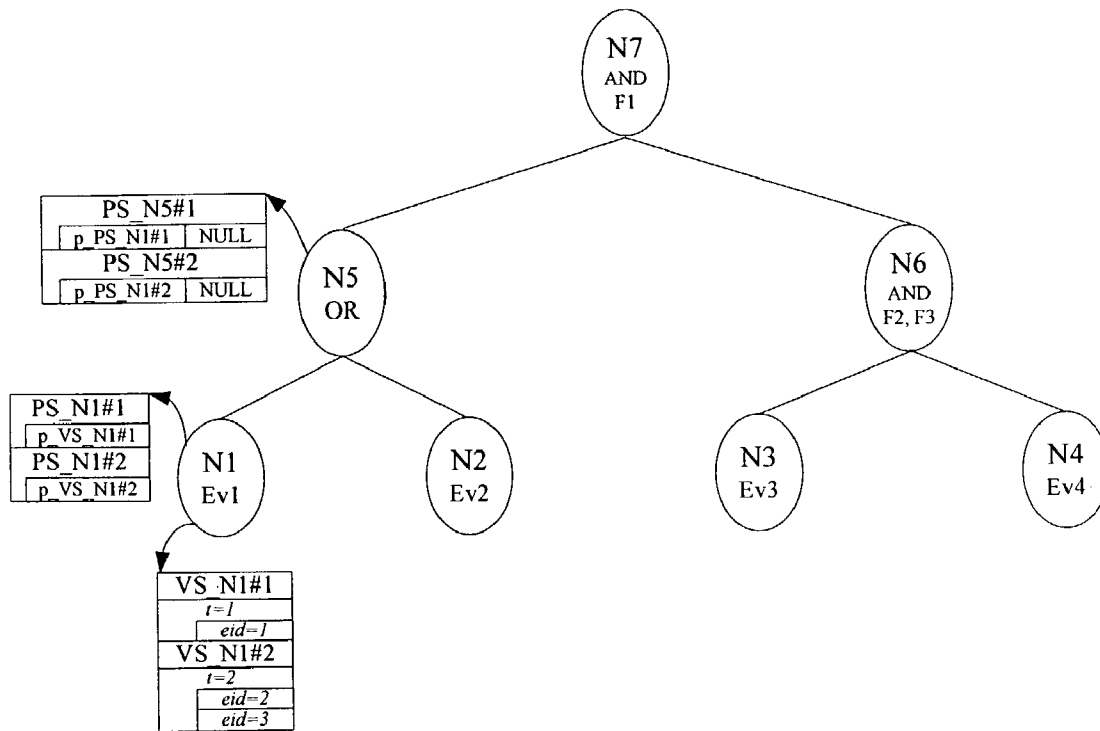 N7
AND
F1
PS_N5#1
p_PS_N1#1 NULL
PS_N5#2
p_PS_N1#2 NULL
N5
OR
N6
AND
F2, F3
PS_N1#1
p_VS_N1#1
PS_N1#2
p_VS_N1#2
N1
Ev1
N2
Ev2
N3
Ev3
N4
Ev4
VS_N1#1
t=1
eid=1
VS_N1#2
t=2
eid=2
eid=3